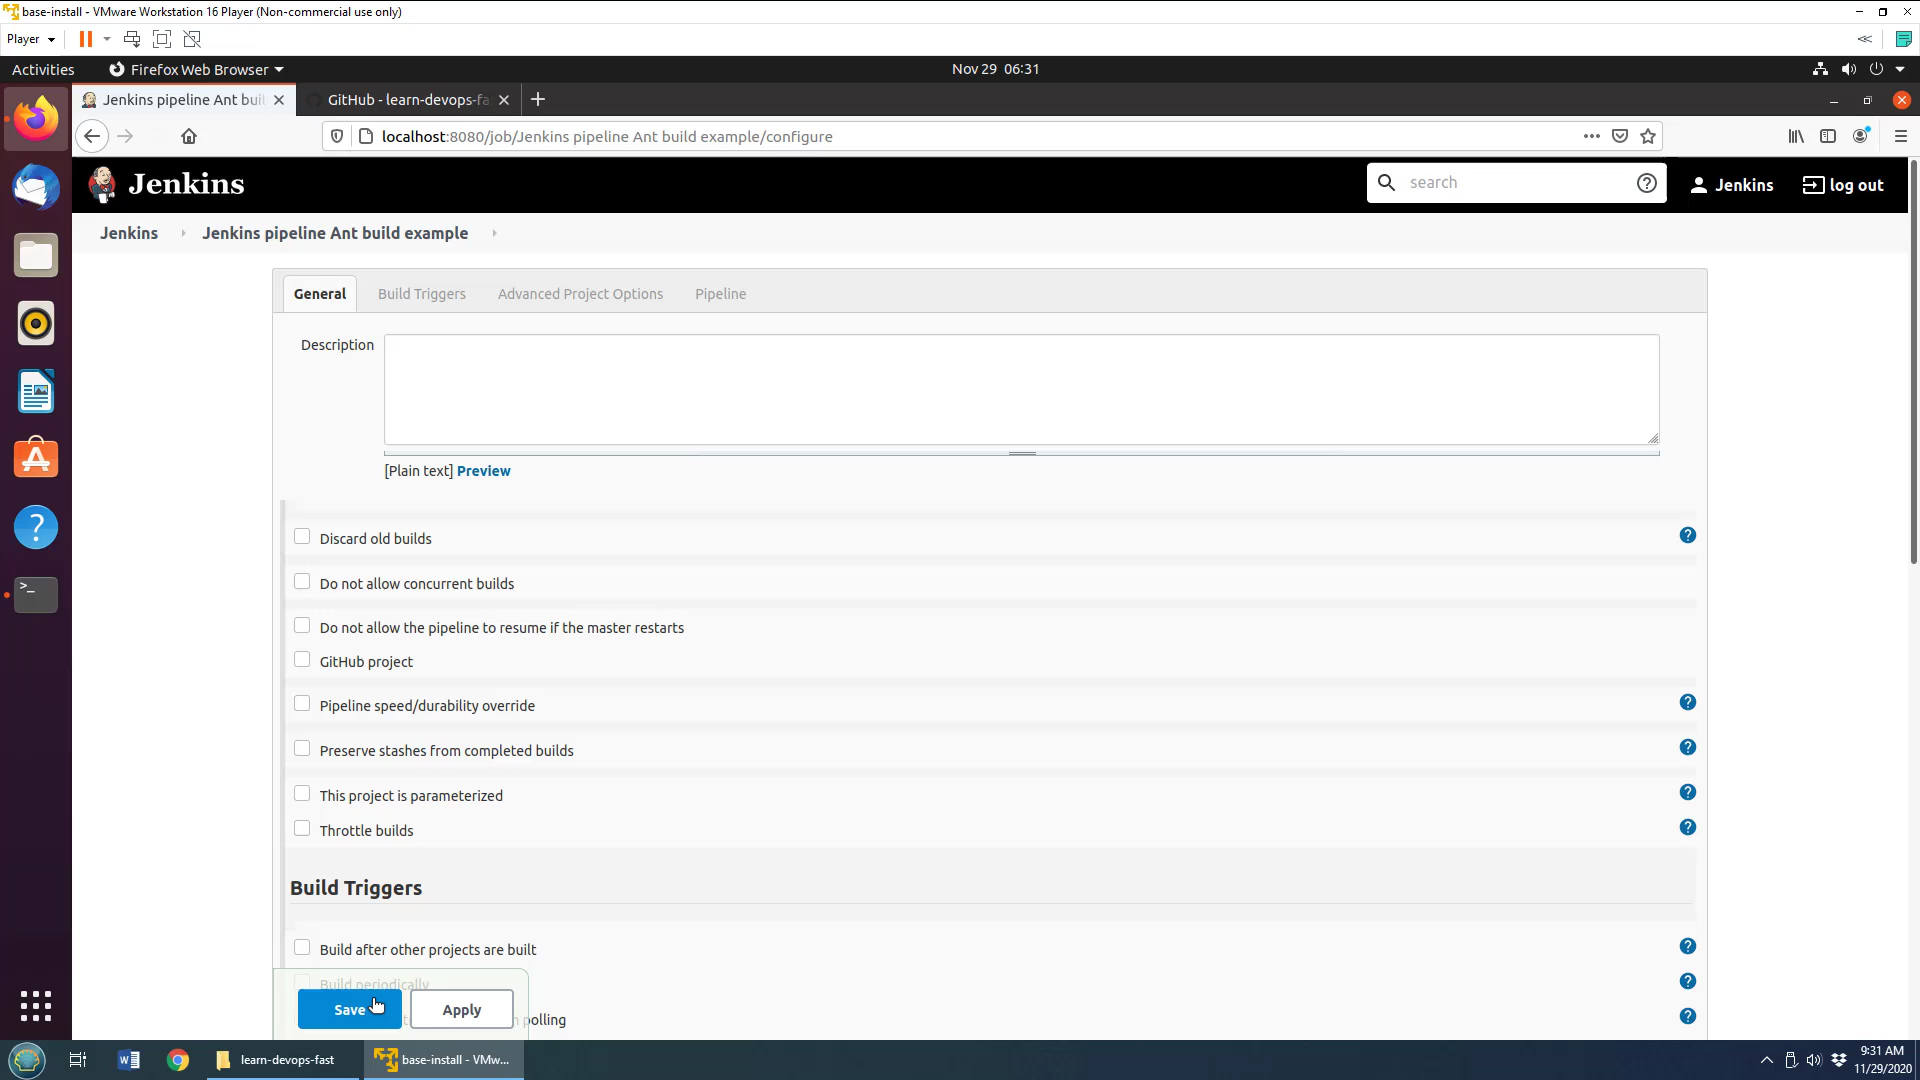 base-install - VMware Workstation 16 Player (Non-commercial use only)
Player
Activities
Firefox Web Browser
Nov 29 06:31
Jenkins pipeline Ant buil
GitHub - learn-devops-fa
localhost:8080/job/Jenkins pipeline Ant build example/configure
Jenkins
search
Jenkins
log out
Jenkins
Jenkins pipeline Ant build example
General
Build Triggers
Advanced Project Options
Pipeline
Description
[Plain text] Preview
Discard old builds
Do not allow concurrent builds
Do not allow the pipeline to resume if the master restarts
GitHub project
Pipeline speed/durability override
Preserve stashes from completed builds
This project is parameterized
Throttle builds
Build Triggers
Build after other projects are built
Build periodically
Save
Apply
polling
learn-devops-fast
base-install - VMw...
9:31 AM
11/29/2020